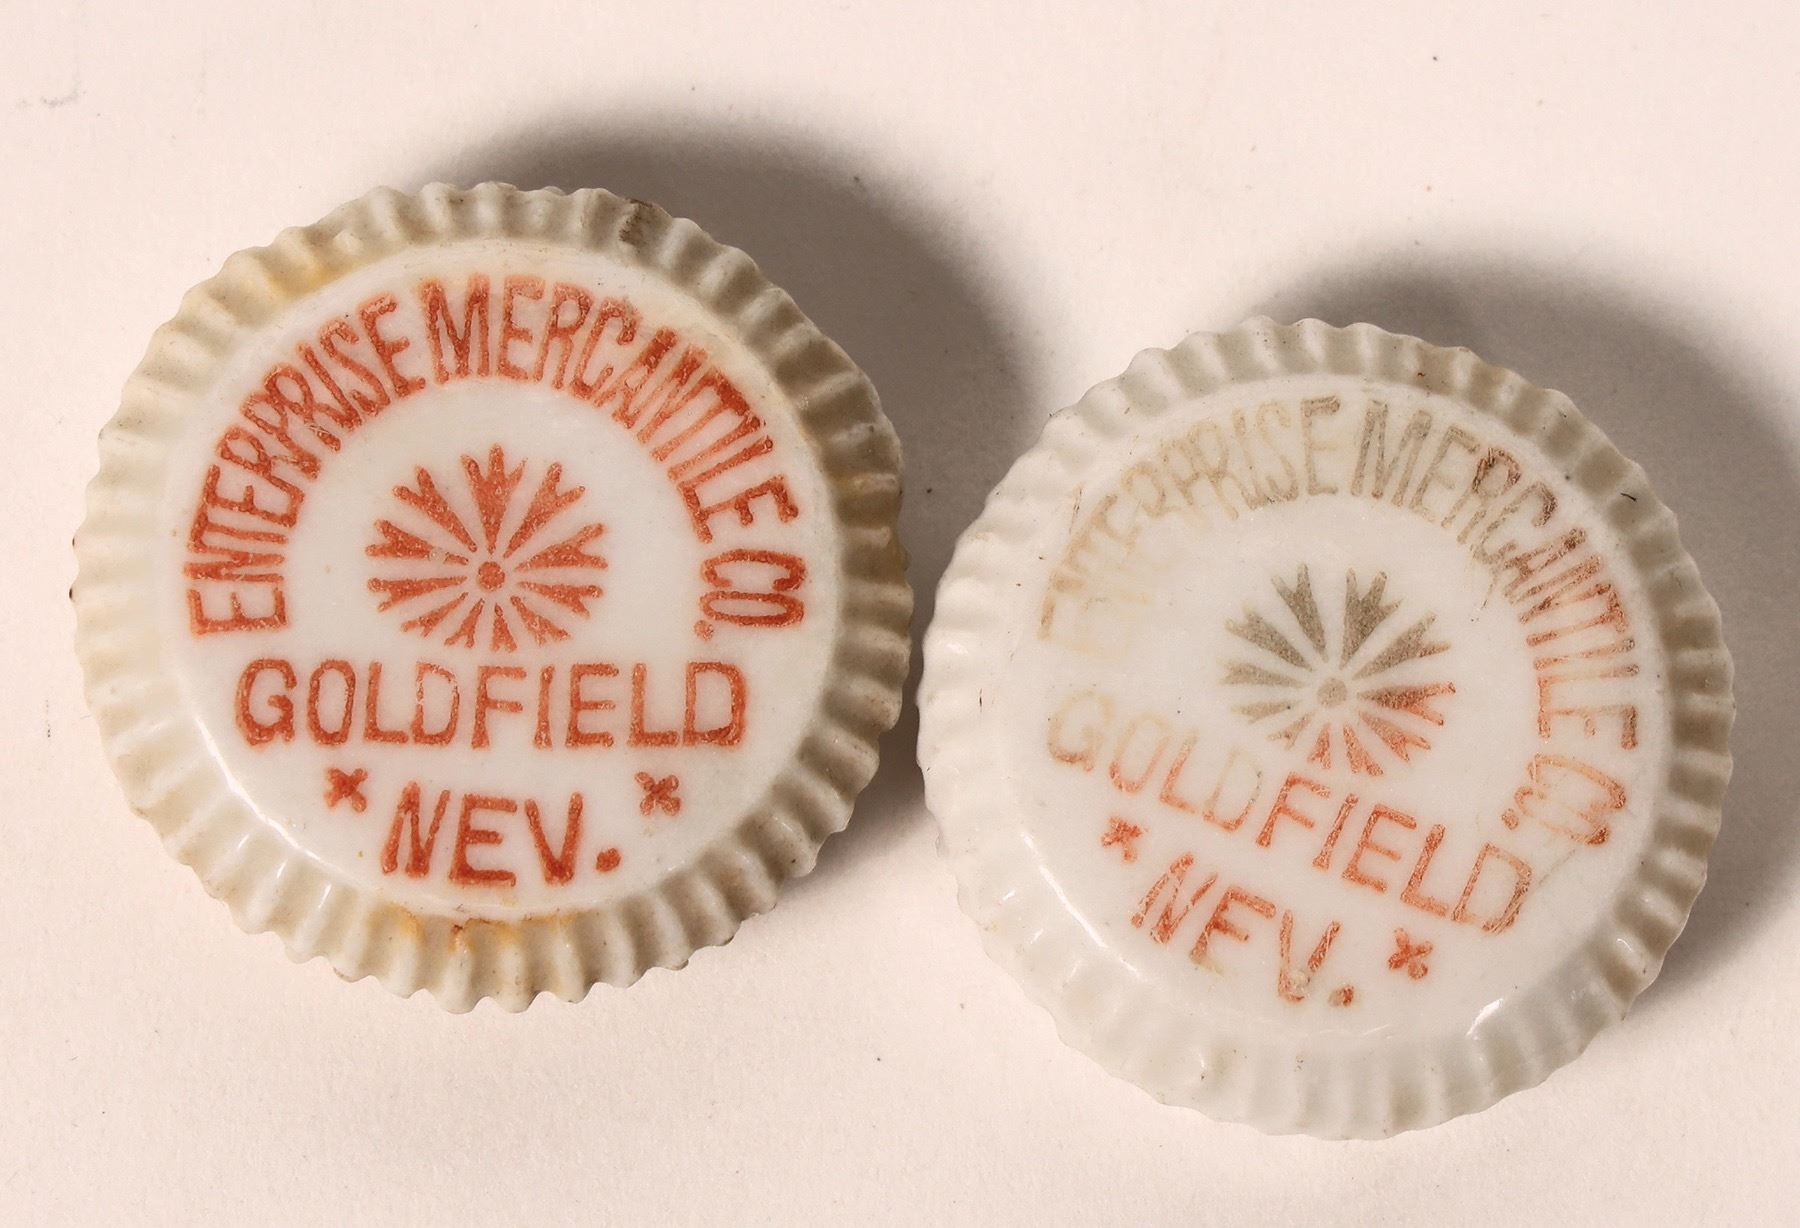 ENTERPRISE MERCANTILE CO.
GOLDFIELD
NEV.
ENTERPRISE MERCANTILE CO.
GOLDFIELD
NEV.